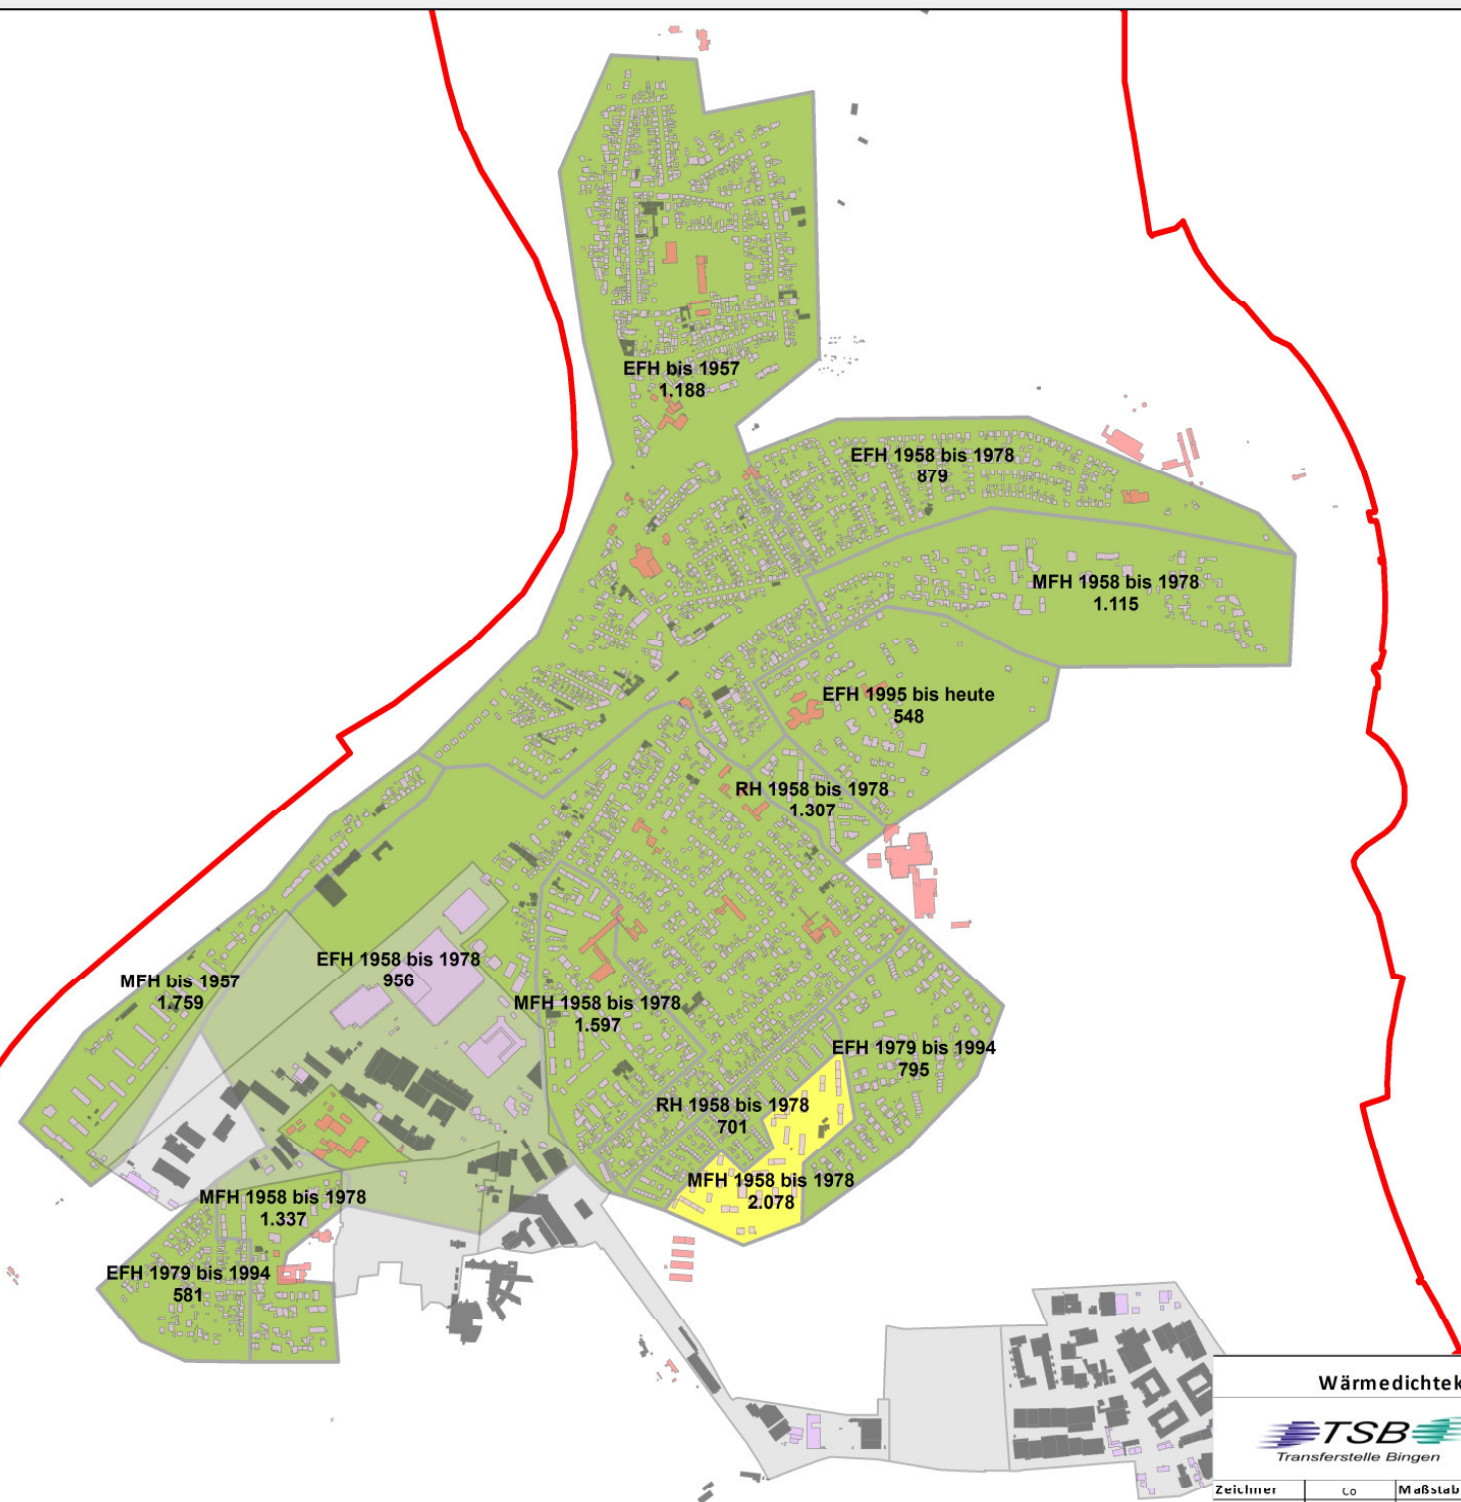 EFH bis 1957
1.188
EFH 1958 bis 1978
879
MFH 1958 bis 1978
1.115
EFH 1995 bis heute
548
RH 1958 bis 1978
1.307
EFH 1958 bis 1978
956
MFH bis 1957
1.759
MFH 1958 bis 1978
1.597
EFH 1979 bis 1994
795
RH 1958 bis 1978
701
MFH 1958 bis 1978
2.078
MFH 1958 bis 1978
1.337
EFH 1979 bis 1994
581
Wärmedichtek
TSB
Transferstelle Bingen
Zeichner Co Maßstab